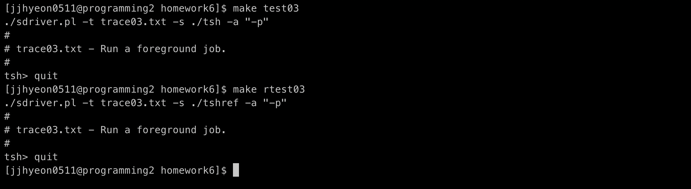 [jjhyeon0511@programming2 homework6]$ make test03
./sdriver.pl -t trace03.txt -s ./tsh -a "-p"
#
# trace03.txt - Run a foreground job.
#
tsh> quit
[jjhyeon0511@programming2 homework6]$ make rtest03
./sdriver.pl -t trace03.txt -s ./tshref -a "-p"
#
# trace03.txt - Run a foreground job.
#
tsh> quit
[jjhyeon0511@programming2 homework6]$